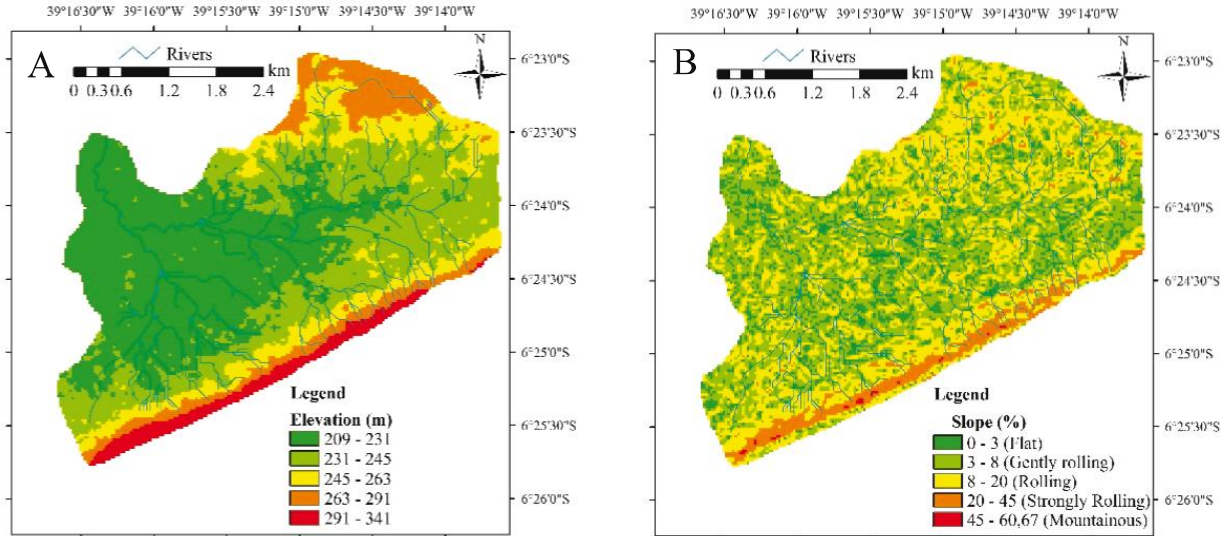 39°16'30"W 39°16'0"W 39°15'30"W 39°15'0"W 39°14'30"W 39°14'0"W
A
Rivers
km
0 0.3 0.6 1.2 1.8 2.4
N
6°23'0"S
6°23'30"S
6°24'0"S
6°24'30"S
6°25'0"S
6°25'30"S
6°26'0"S
Legend
Elevation (m)
209 - 231
231 - 245
245 - 263
263 - 291
291 - 341
39°16'30"W 39°16'0"W 39°15'30"W 39°15'0"W 39°14'30"W 39°14'0"W
B
Rivers
km
0 0.3 0.6 1.2 1.8 2.4
N
6°23'0"S
6°23'30"S
6°24'0"S
6°24'30"S
6°25'0"S
6°25'30"S
6°26'0"S
Legend
Slope (%)
0 - 3 (Flat)
3 - 8 (Gently rolling)
8 - 20 (Rolling)
20 - 45 (Strongly Rolling)
45 - 60,67 (Mountainous)